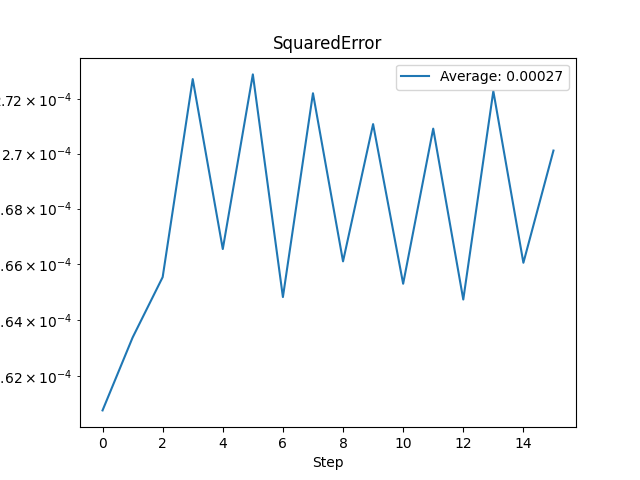 SquaredError
Average: 0.00027
.72 × 10⁻⁴
2.7 × 10⁻⁴
.68 × 10⁻⁴
.66 × 10⁻⁴
.64 × 10⁻⁴
.62 × 10⁻⁴
0 2 4 6 8 10 12 14
Step